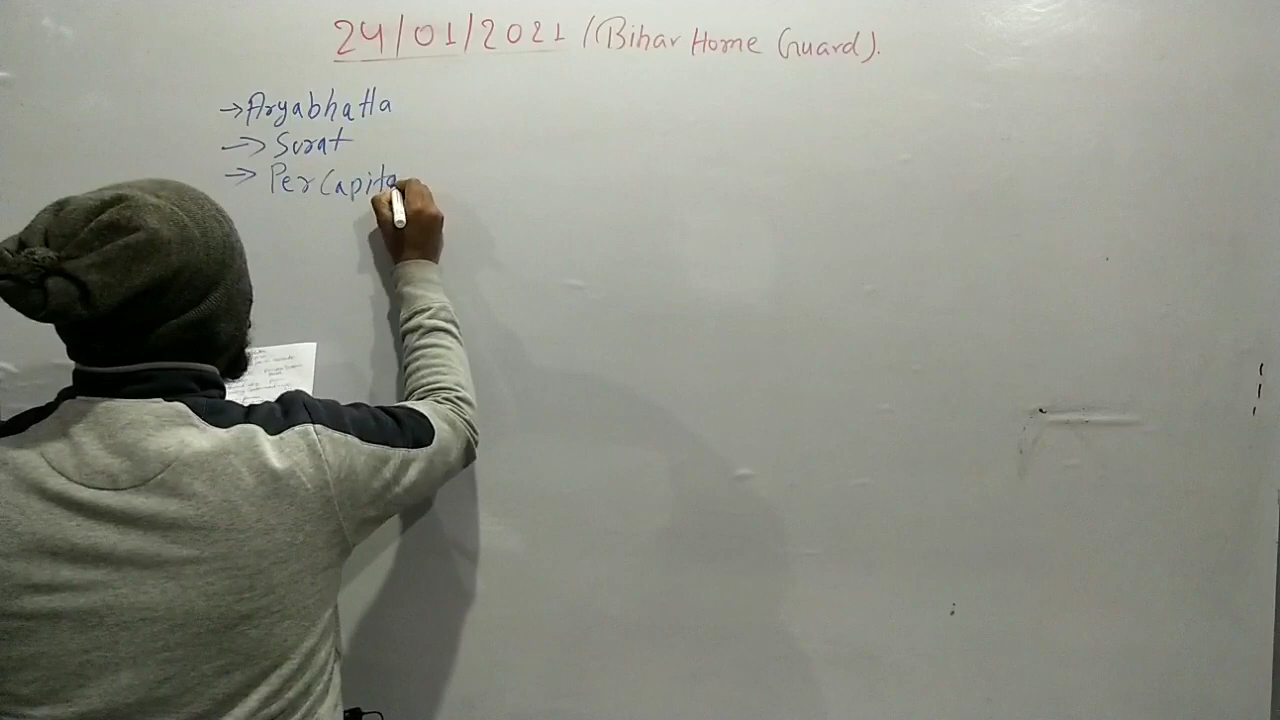 24/01/2021 / (Bihar Home Guard).
→ Aryabhatta
→ Surat
→ Per Capita